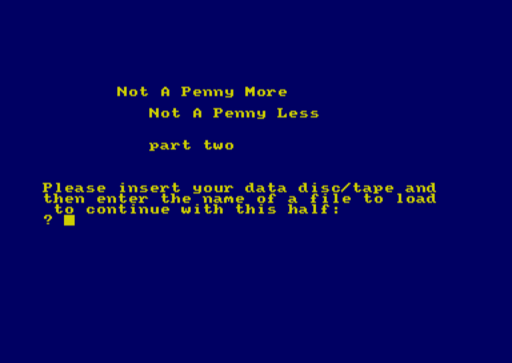 Not A Penny More
Not A Penny Less
part two
Please insert your data disc/tape and
then enter the name of a file to load
to continue with this half:
?